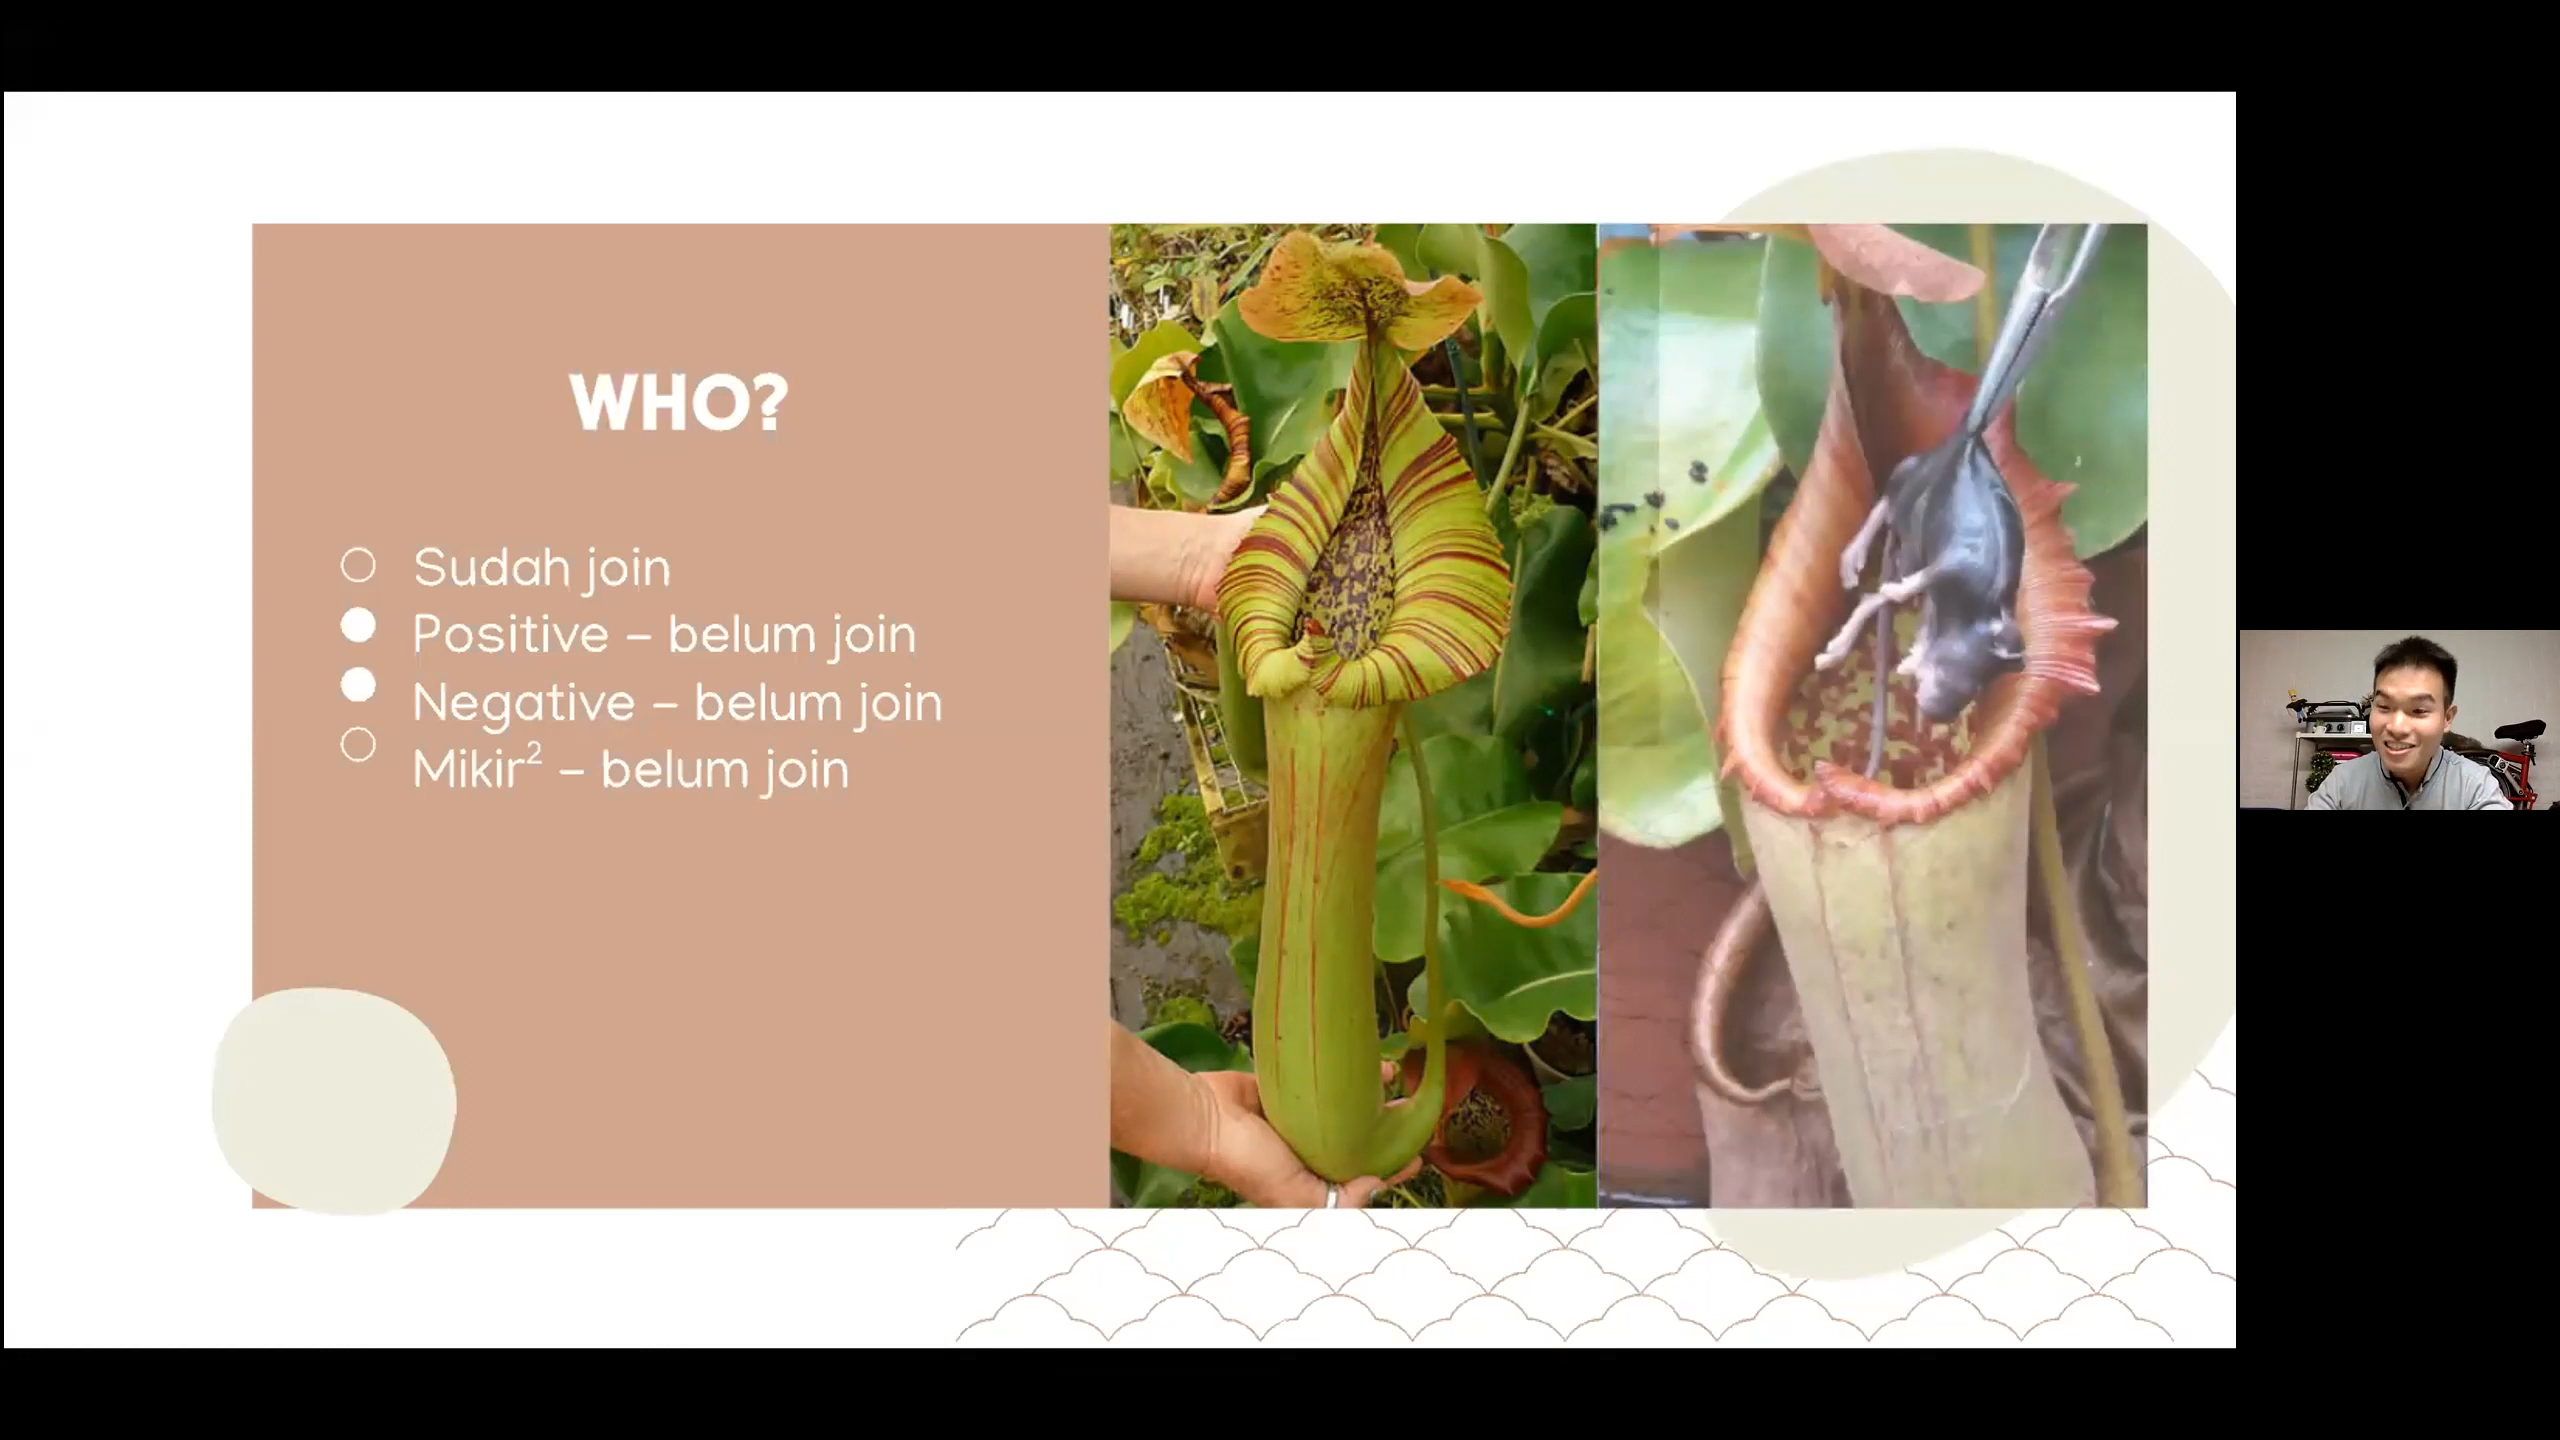 WHO?
Sudah join
Positive – belum join
Negative – belum join
Mikir² – belum join